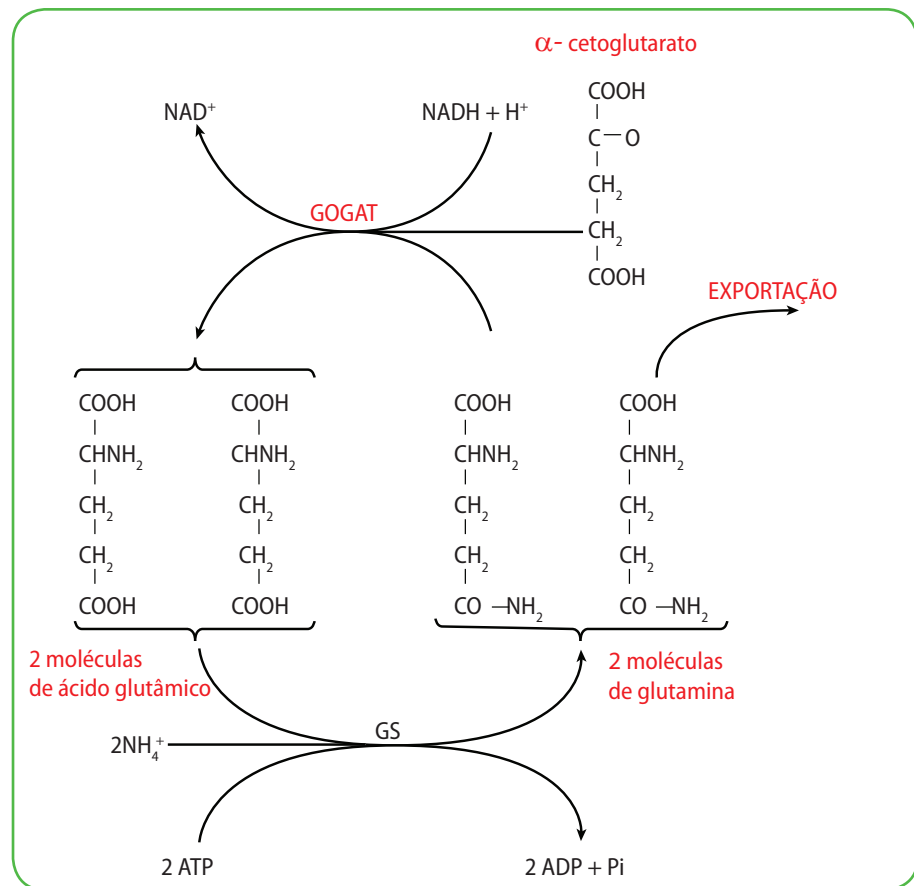 α- cetoglutarato
NAD⁺
NADH + H⁺
COOH
C — O
CH₂
CH₂
COOH
GOGAT
EXPORTAÇÃO
COOH COOH COOH COOH
CHNH₂ CHNH₂ CHNH₂ CHNH₂
CH₂ CH₂ CH₂ CH₂
CH₂ CH₂ CH₂ CH₂
COOH COOH CO —NH₂ CO —NH₂
2 moléculas
de ácido glutâmico
2 moléculas
de glutamina
GS
2NH₄⁺
2 ATP
2 ADP + Pi